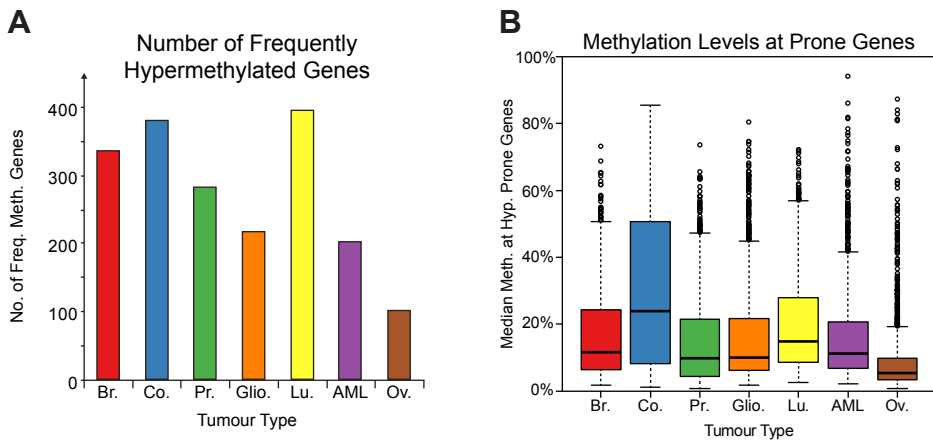 A
Number of Frequently
Hypermethylated Genes
No. of Freq. Meth. Genes
400
300
200
100
0
Br. Co. Pr. Glio. Lu. AML Ov.
Tumour Type
B
Methylation Levels at Prone Genes
Median Meth. at Hyp. Prone Genes
100%
80%
60%
40%
20%
0%
Br. Co. Pr. Glio. Lu. AML Ov.
Tumour Type